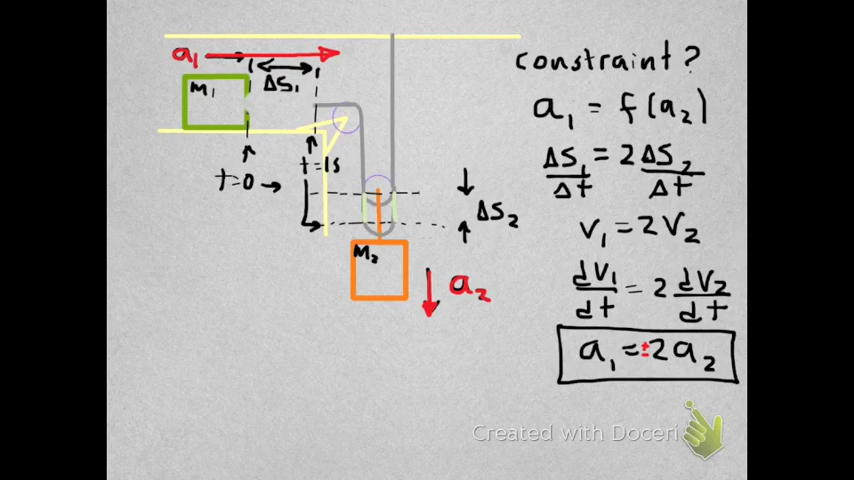 constraint?
a₁
ΔS₁
M₁
a₁ = f(a₂)
ΔS₁/Δt = 2 ΔS₂/Δt
t=1s
t=0
ΔS₂
v₁ = 2v₂
M₂
a₂
dv₁/dt = 2 dv₂/dt
a₁ = ±2a₂
Created with Doceri